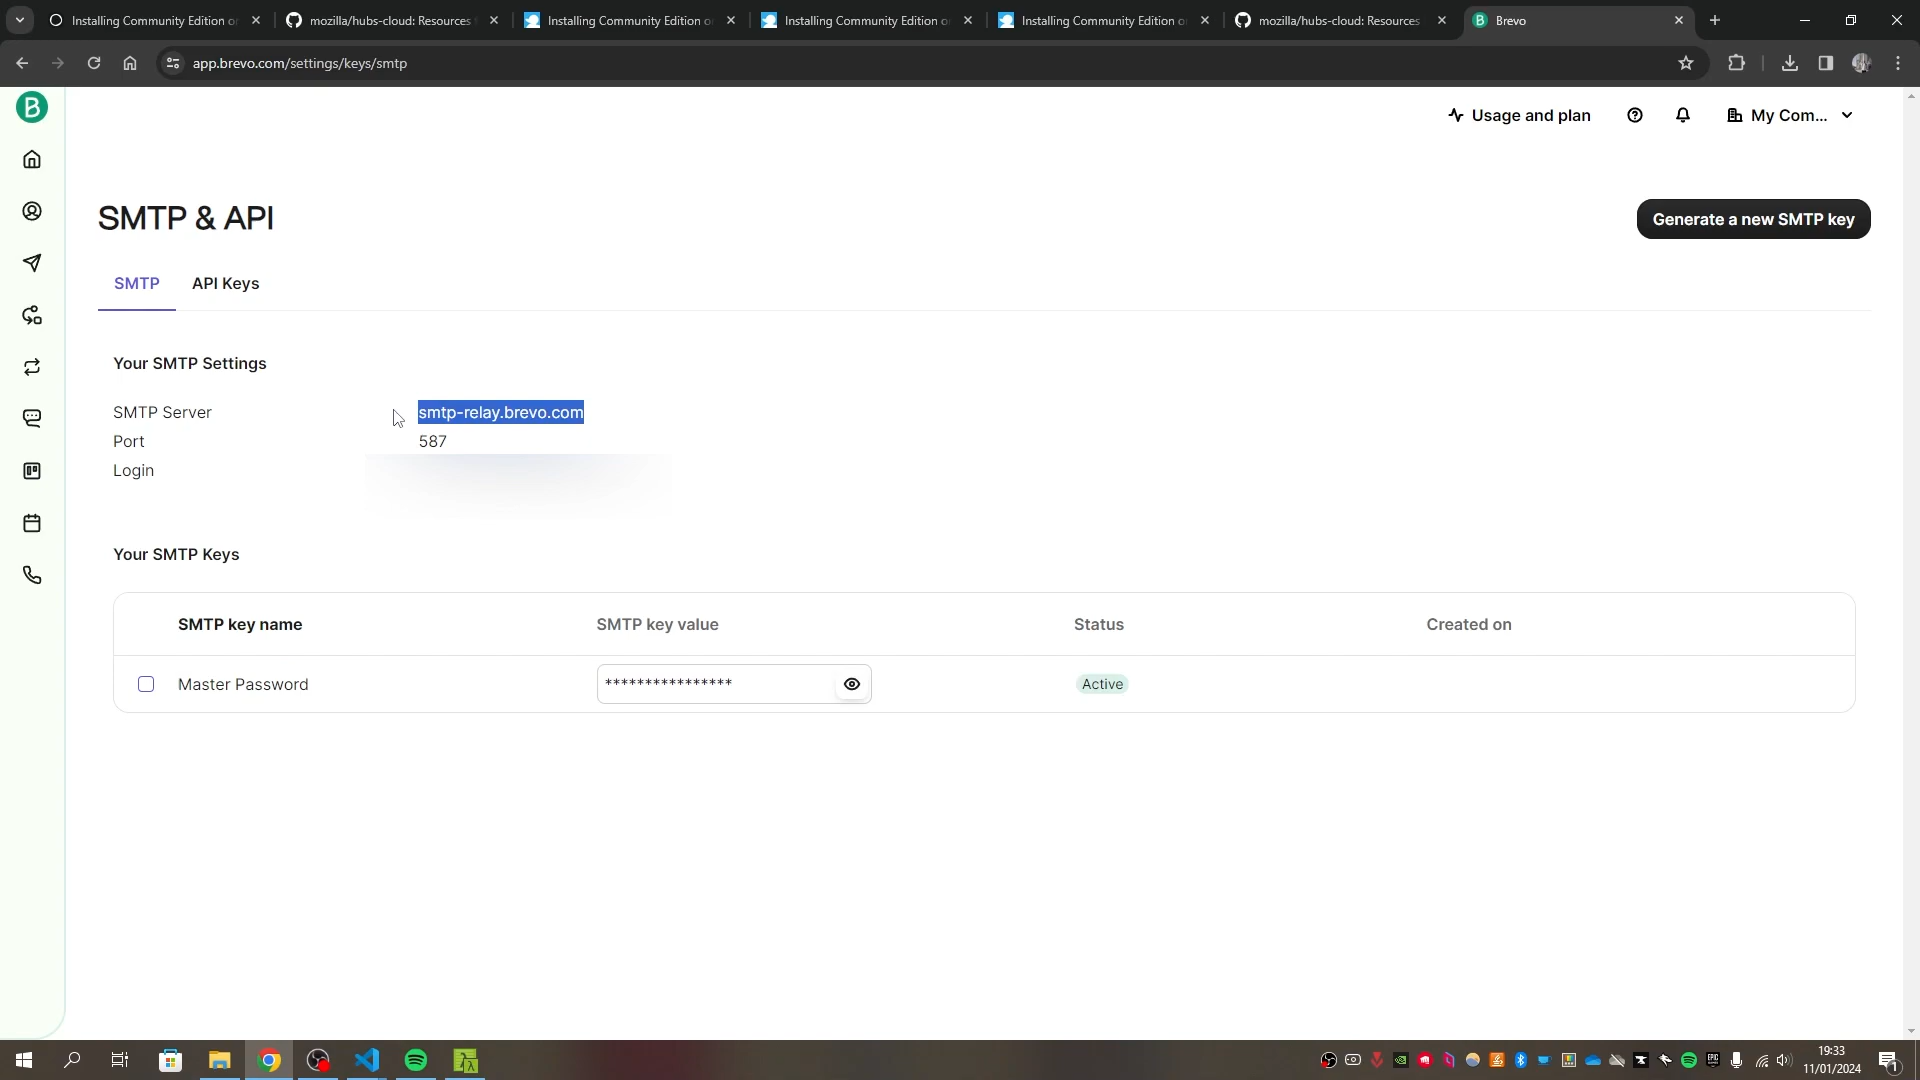 Installing Community Edition o
mozilla/hubs-cloud: Resources
Installing Community Edition o
Installing Community Edition o
Installing Community Edition o
mozilla/hubs-cloud: Resources
B Brevo
app.brevo.com/settings/keys/smtp
B
Usage and plan
My Com...
SMTP & API
Generate a new SMTP key
SMTP API Keys
Your SMTP Settings
SMTP Server smtp-relay.brevo.com
Port 587
Login
Your SMTP Keys
SMTP key name SMTP key value Status Created on
Master Password **************** Active
19:33
11/01/2024
1